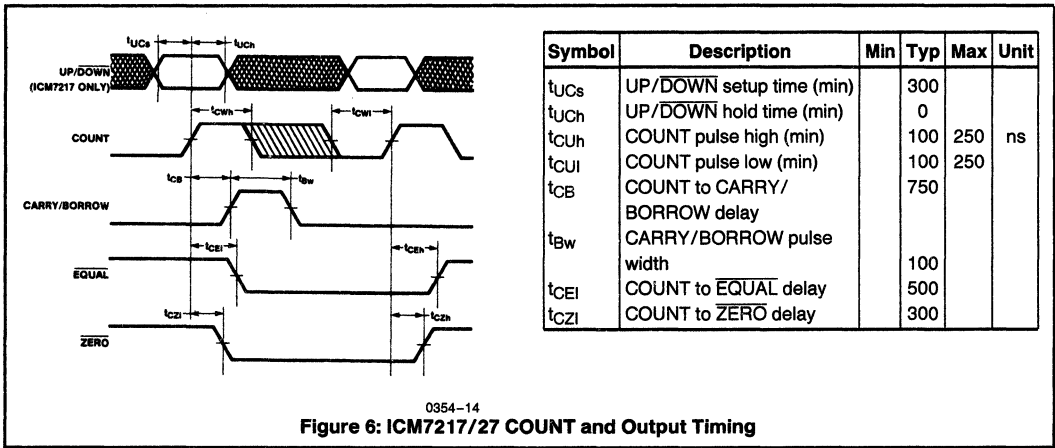 tUCs
tUCh
UP/DOWN
(ICM7217 ONLY)
tCWh
tCWl
COUNT
tCB
tBw
CARRY/BORROW
tCEl
tCEh
EQUAL
tCZl
tCZh
ZERO
Symbol Description Min Typ Max Unit
tUCs UP/DOWN setup time (min) 300
tUCh UP/DOWN hold time (min) 0
tCUh COUNT pulse high (min) 100 250 ns
tCUl COUNT pulse low (min) 100 250
tCB COUNT to CARRY/ 750
BORROW delay
tBw CARRY/BORROW pulse
width 100
tCEl COUNT to EQUAL delay 500
tCZl COUNT to ZERO delay 300
0354–14
Figure 6: ICM7217/27 COUNT and Output Timing